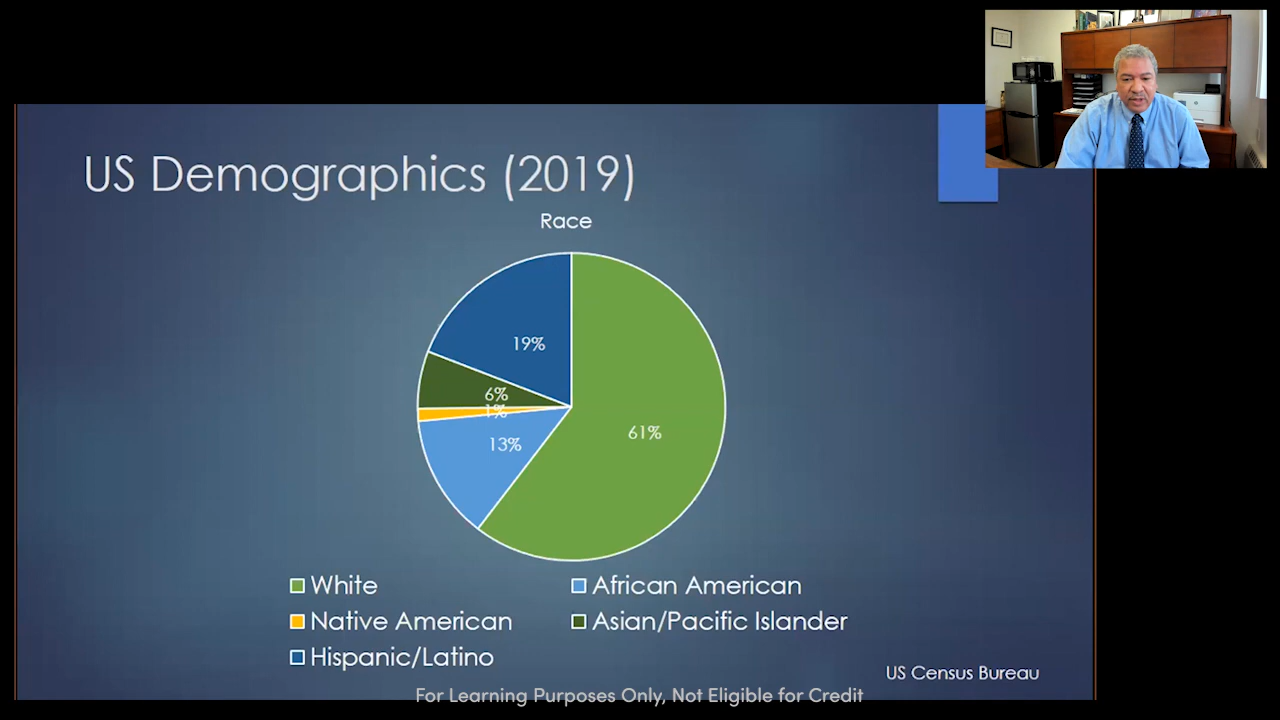 US Demographics (2019)
Race
19%
6%
1%
13%
61%
White
African American
Native American
Asian/Pacific Islander
Hispanic/Latino
US Census Bureau
For Learning Purposes Only, Not Eligible for Credit